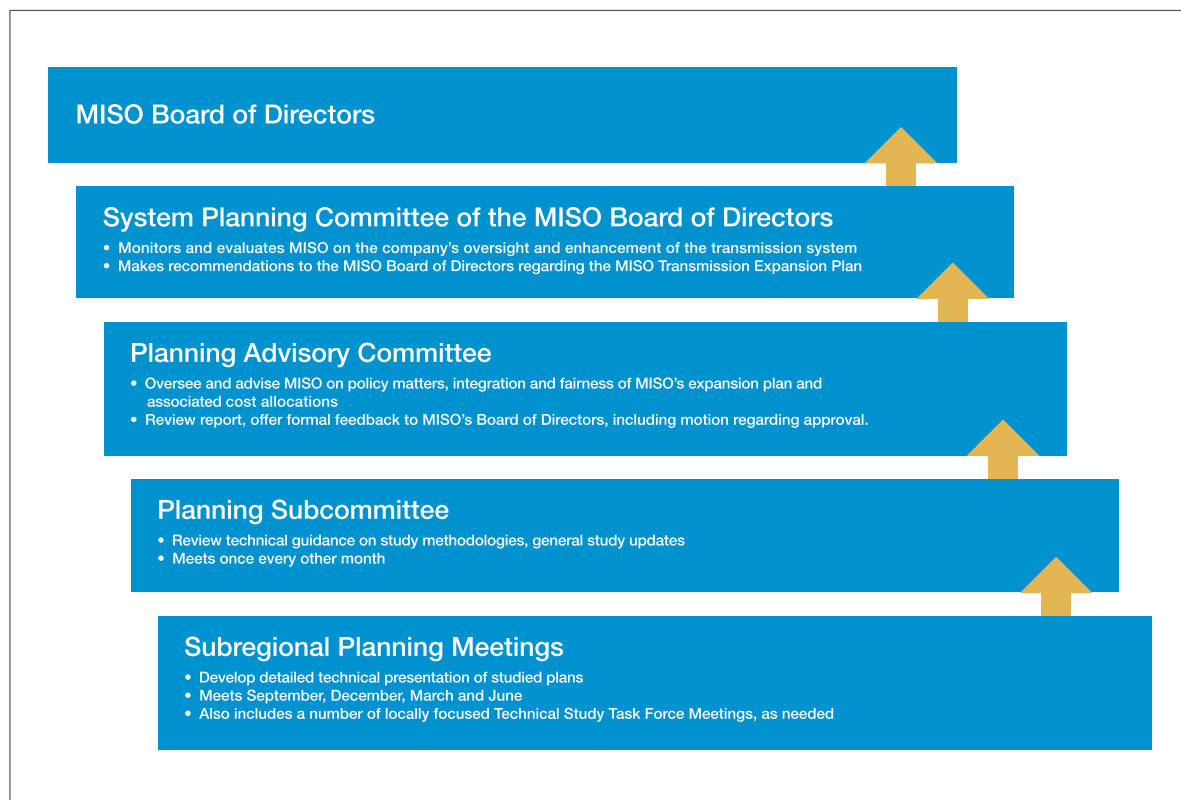 MISO Board of Directors
System Planning Committee of the MISO Board of Directors
• Monitors and evaluates MISO on the company’s oversight and enhancement of the transmission system
• Makes recommendations to the MISO Board of Directors regarding the MISO Transmission Expansion Plan
Planning Advisory Committee
• Oversee and advise MISO on policy matters, integration and fairness of MISO’s expansion plan and
associated cost allocations
• Review report, offer formal feedback to MISO’s Board of Directors, including motion regarding approval.
Planning Subcommittee
• Review technical guidance on study methodologies, general study updates
• Meets once every other month
Subregional Planning Meetings
• Develop detailed technical presentation of studied plans
• Meets September, December, March and June
• Also includes a number of locally focused Technical Study Task Force Meetings, as needed